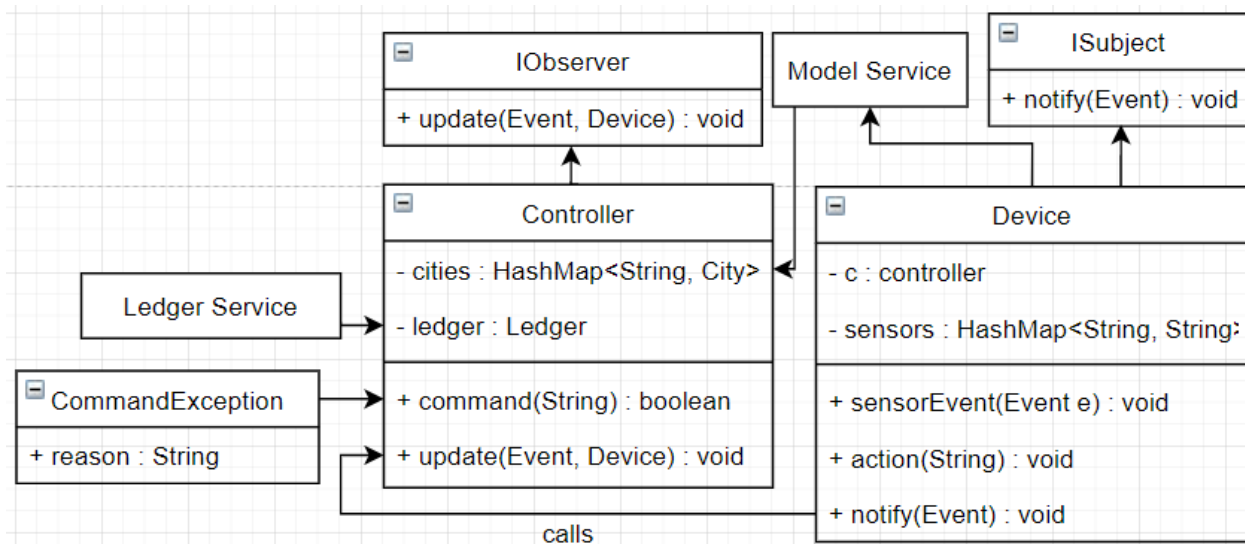 IObserver
+ update(Event, Device) : void
Model Service
ISubject
+ notify(Event) : void
Controller
- cities : HashMap<String, City>
- ledger : Ledger
+ command(String) : boolean
+ update(Event, Device) : void
Device
- c : controller
- sensors : HashMap<String, String>
+ sensorEvent(Event e) : void
+ action(String) : void
+ notify(Event) : void
Ledger Service
CommandException
+ reason : String
calls